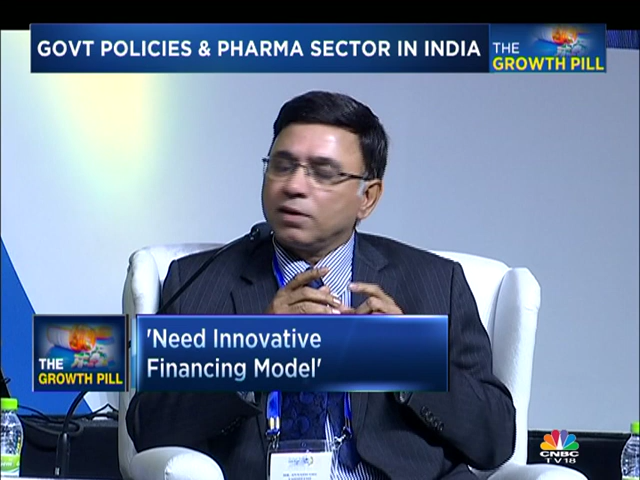 GOVT POLICIES & PHARMA SECTOR IN INDIA
THE
GROWTH PILL
'Need Innovative
Financing Model'
THE
GROWTH PILL
CNBC
TV18